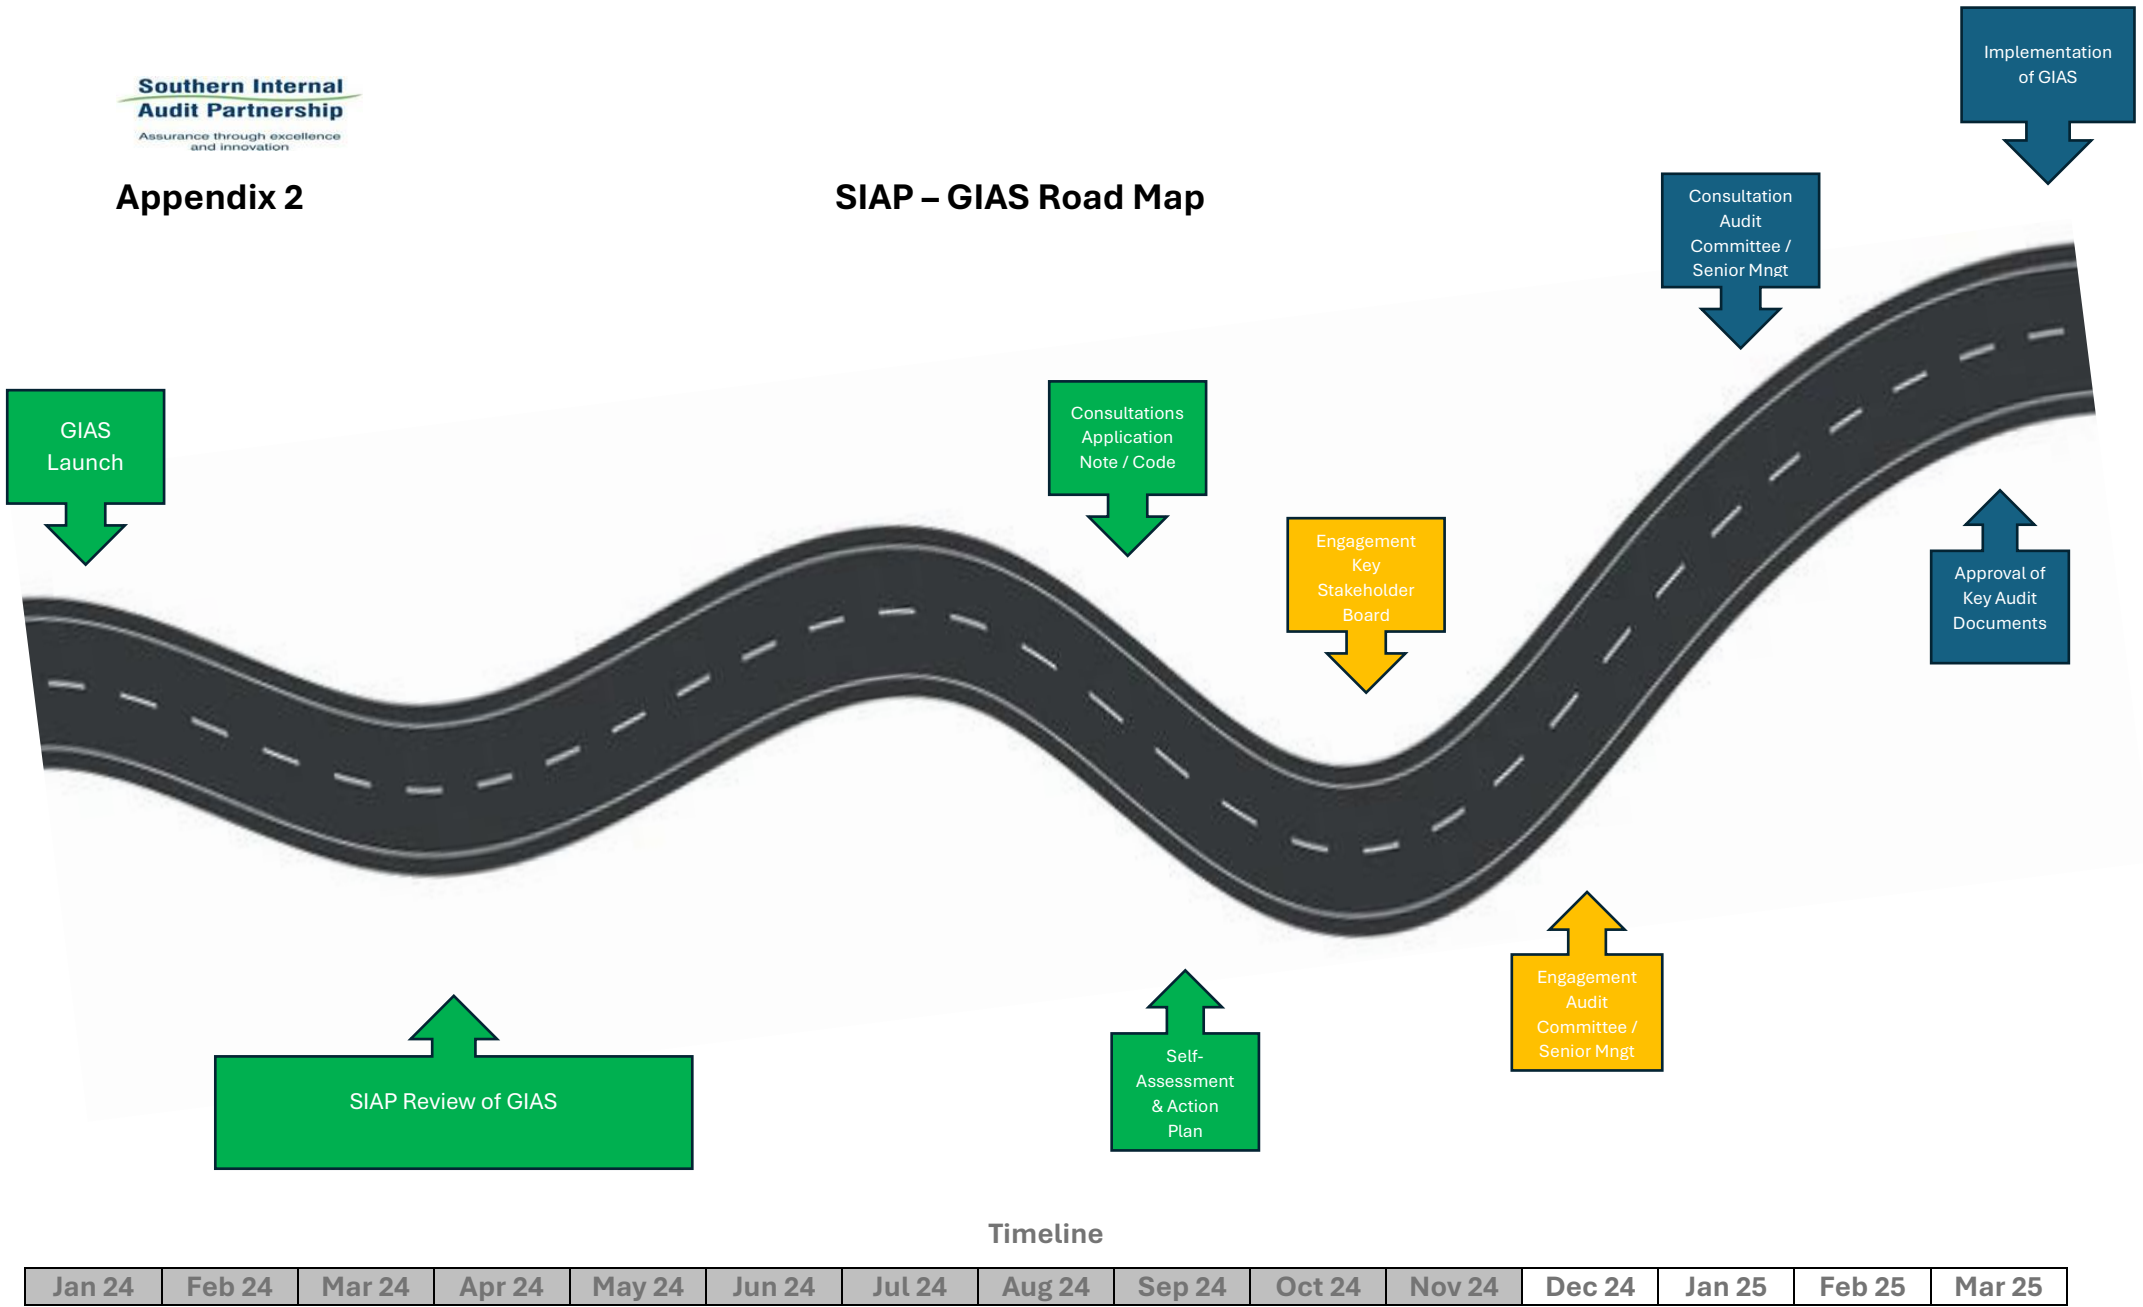 Southern Internal
Audit Partnership
Assurance through excellence
and innovation
Appendix 2
SIAP – GIAS Road Map
Implementation
of GIAS
Consultation
Audit
Committee /
Senior Mngt
GIAS
Launch
Consultations
Application
Note / Code
Engagement
Key
Stakeholder
Board
Approval of
Key Audit
Documents
Engagement
Audit
Committee /
Senior Mngt
Self-
Assessment
& Action
Plan
SIAP Review of GIAS
Timeline
Jan 24 Feb 24 Mar 24 Apr 24 May 24 Jun 24 Jul 24 Aug 24 Sep 24 Oct 24 Nov 24 Dec 24 Jan 25 Feb 25 Mar 25